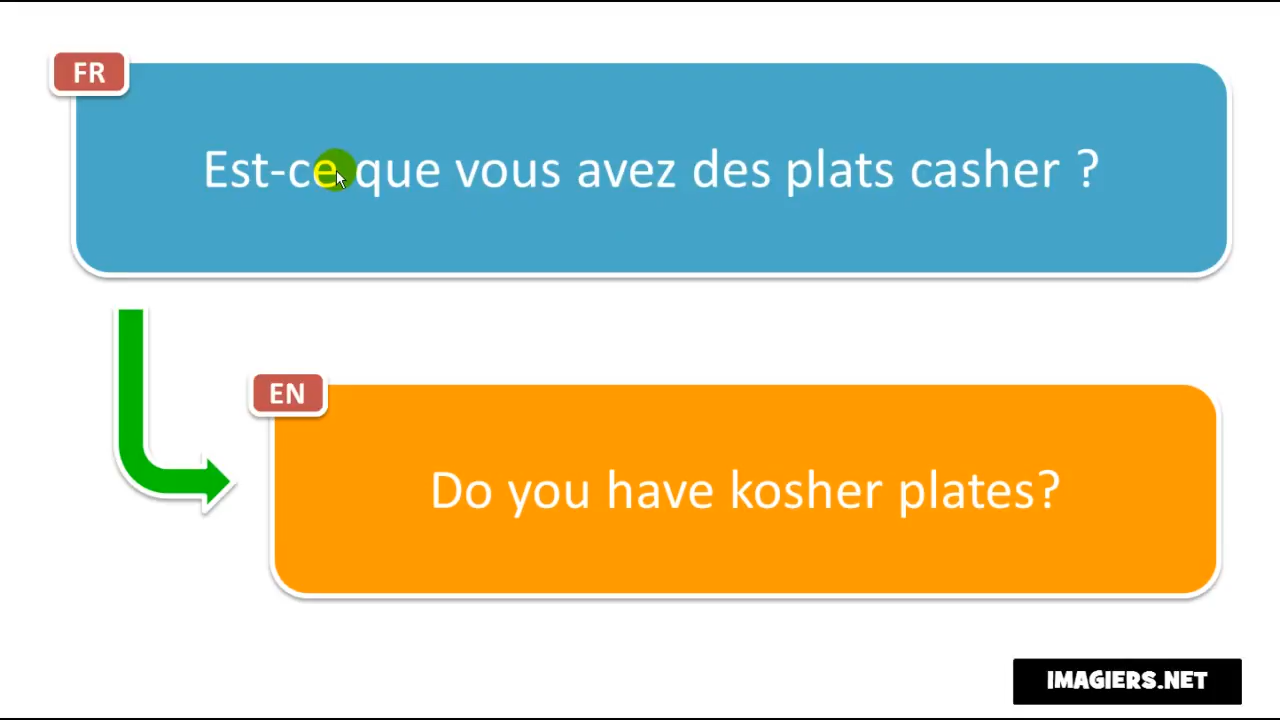 FR
Est-ce que vous avez des plats casher ?
EN
Do you have kosher plates?
IMAGIERS.NET